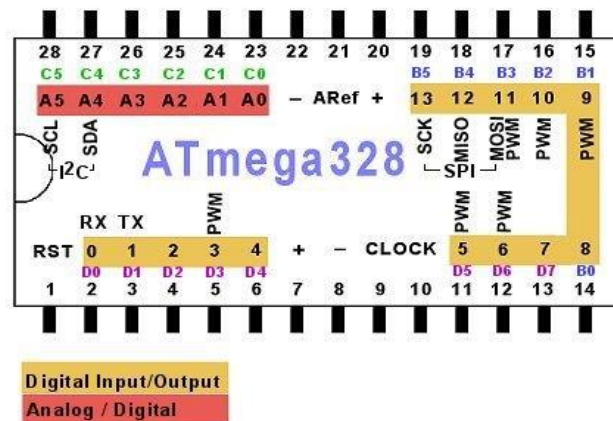 28 27 26 25 24 23 22 21 20 19 18 17 16 15
C5 C4 C3 C2 C1 C0 B5 B4 B3 B2 B1
A5 A4 A3 A2 A1 A0 – ARef + 13 12 11 10 9
SCL SDA SCK MISO MOSI PWM PWM PWM
I²C SPI
ATmega328
RX TX PWM PWM PWM
RST 0 1 2 3 4 + – CLOCK 5 6 7 8
D0 D1 D2 D3 D4 D5 D6 D7 B0
1 2 3 4 5 6 7 8 9 10 11 12 13 14
Digital Input/Output
Analog / Digital